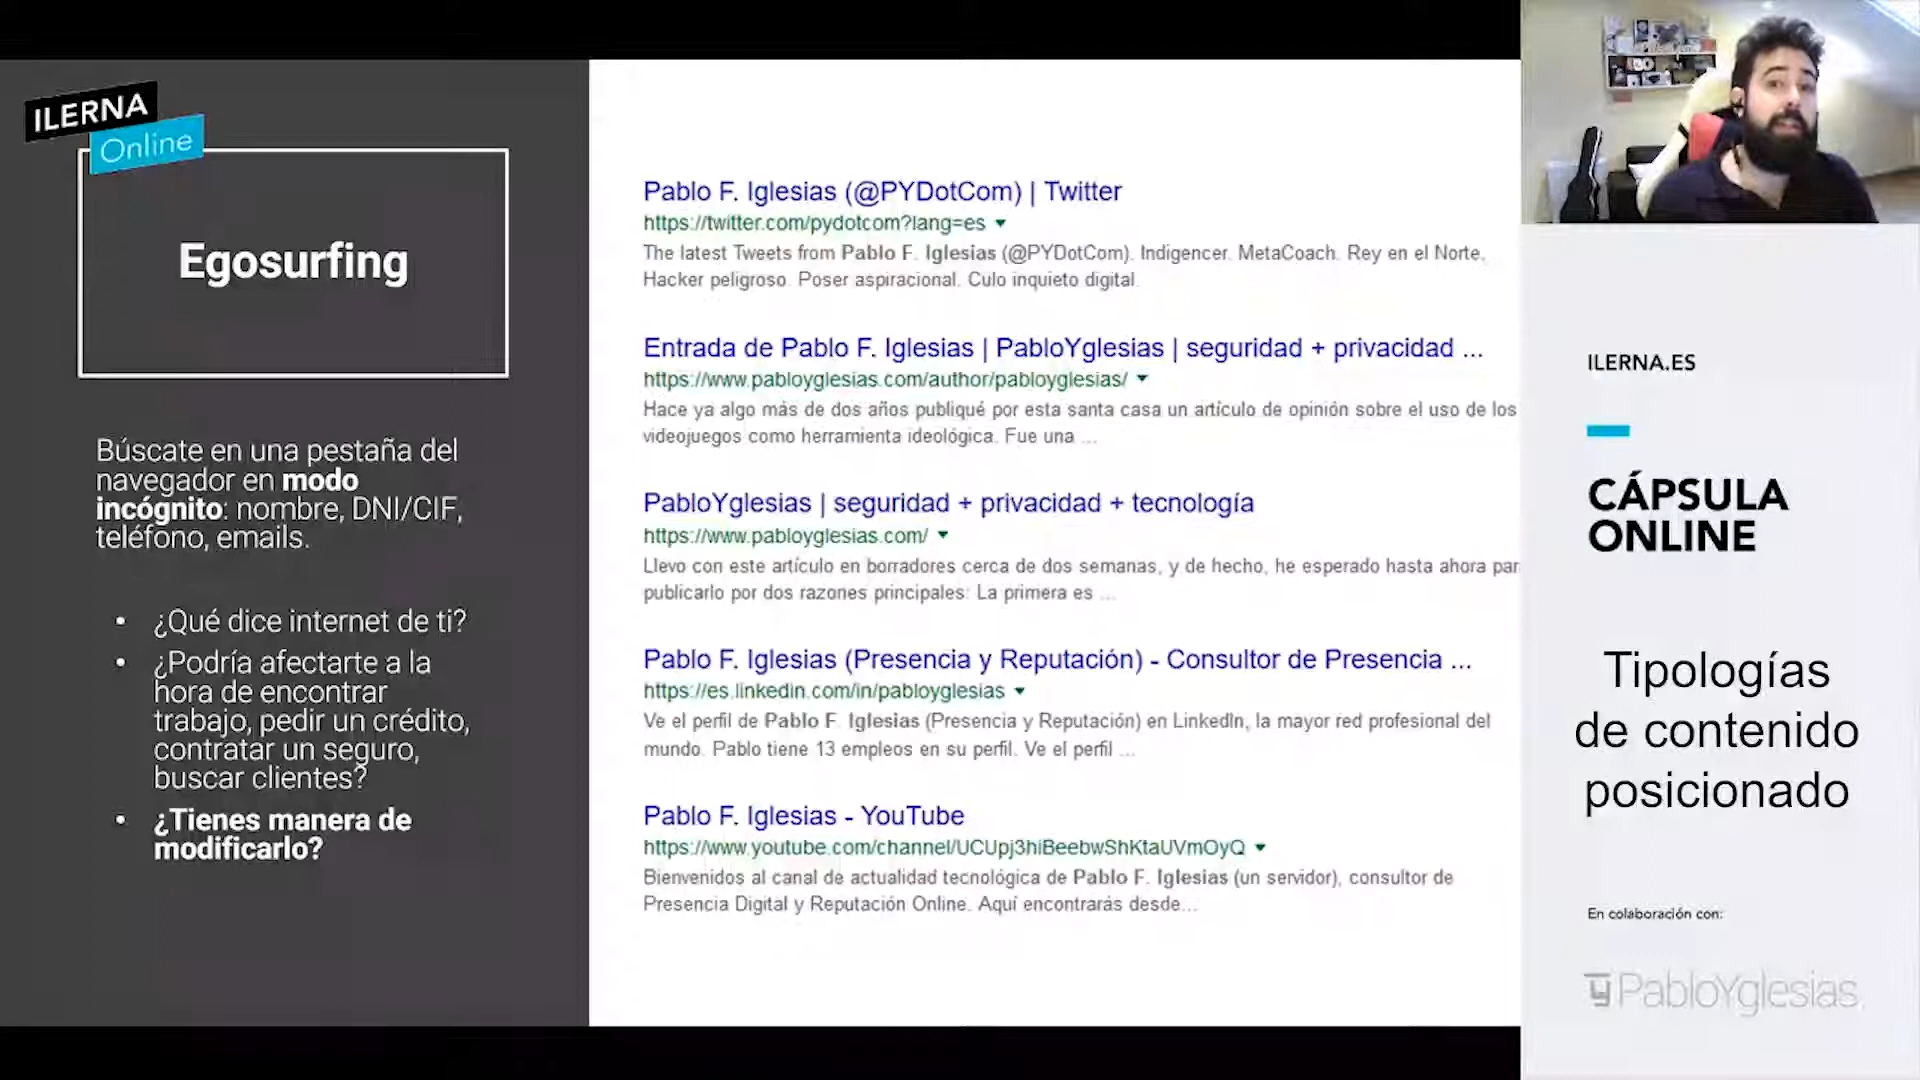 ILERNA
Online
Egosurfing
Búscate en una pestaña del
navegador en modo
incógnito: nombre, DNI/CIF,
teléfono, emails.
• ¿Qué dice internet de ti?
• ¿Podría afectarte a la
hora de encontrar
trabajo, pedir un crédito,
contratar un seguro,
buscar clientes?
• ¿Tienes manera de
modificarlo?
Pablo F. Iglesias (@PYDotCom) | Twitter
https://twitter.com/pydotcom?lang=es
The latest Tweets from Pablo F. Iglesias (@PYDotCom). Indigencer. MetaCoach. Rey en el Norte,
Hacker peligroso. Poser aspiracional. Culo inquieto digital.
Entrada de Pablo F. Iglesias | PabloYglesias | seguridad + privacidad ...
https://www.pabloyglesias.com/author/pabloyglesias/
Hace ya algo más de dos años publiqué por esta santa casa un artículo de opinión sobre el uso de los
videojuegos como herramienta ideológica. Fue una ...
PabloYglesias | seguridad + privacidad + tecnología
https://www.pabloyglesias.com/
Llevo con este artículo en borradores cerca de dos semanas, y de hecho, he esperado hasta ahora par
publicarlo por dos razones principales: La primera es ...
Pablo F. Iglesias (Presencia y Reputación) - Consultor de Presencia ...
https://es.linkedin.com/in/pabloyglesias
Ve el perfil de Pablo F. Iglesias (Presencia y Reputación) en LinkedIn, la mayor red profesional del
mundo. Pablo tiene 13 empleos en su perfil. Ve el perfil ...
Pablo F. Iglesias - YouTube
https://www.youtube.com/channel/UCUpj3hiBeebwShKtaUVmOyQ
Bienvenidos al canal de actualidad tecnológica de Pablo F. Iglesias (un servidor), consultor de
Presencia Digital y Reputación Online. Aquí encontrarás desde...
ILERNA.ES
CÁPSULA
ONLINE
Tipologías
de contenido
posicionado
En colaboración con:
PabloYglesias